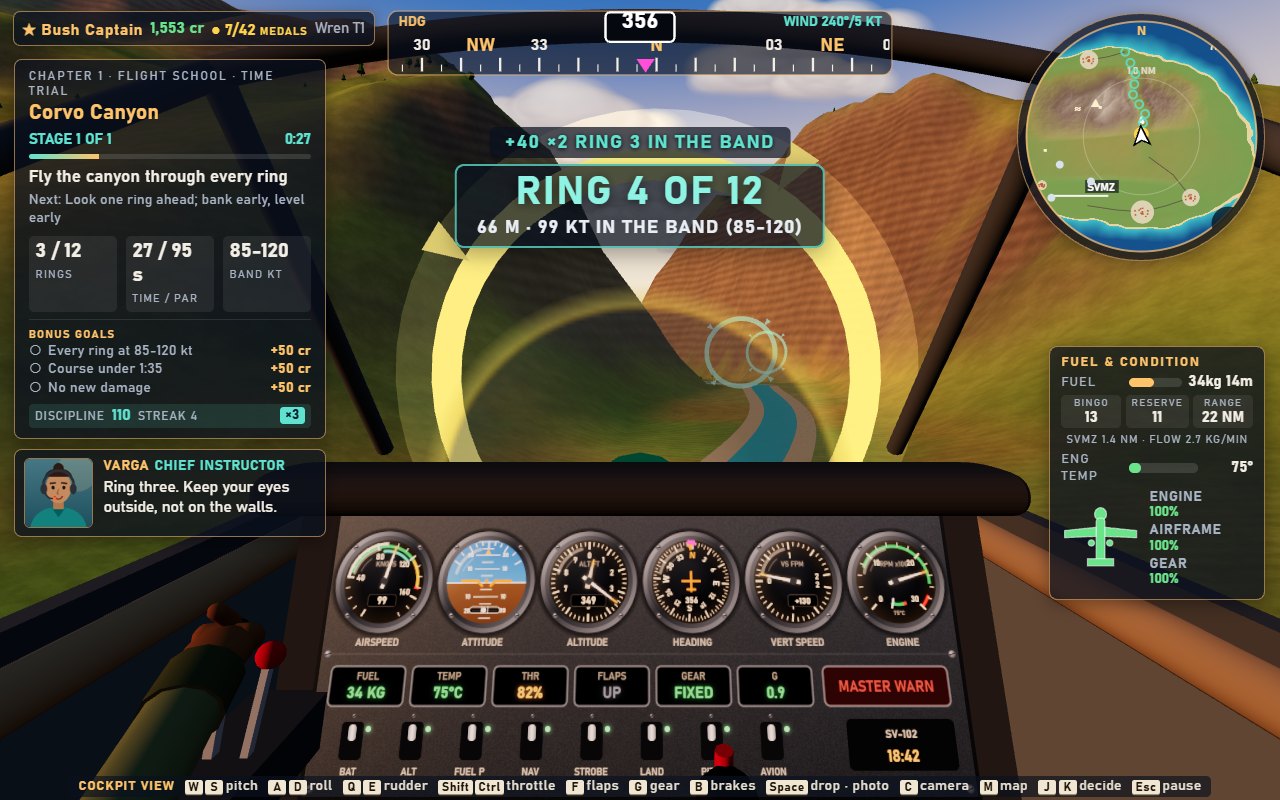 ★ Bush Captain 1,553 cr ● 7/42 MEDALS Wren T1
HDG 356 WIND 240°/5 KT
30 NW 33 N 03 NE
CHAPTER 1 · FLIGHT SCHOOL · TIME
TRIAL
Corvo Canyon
STAGE 1 OF 1 0:27
Fly the canyon through every ring
Next: Look one ring ahead; bank early, level
early
3 / 12
RINGS
27 / 95
s
TIME / PAR
85-120
BAND KT
BONUS GOALS
Every ring at 85-120 kt +50 cr
Course under 1:35 +50 cr
No new damage +50 cr
DISCIPLINE 110 STREAK 4 ×3
VARGA CHIEF INSTRUCTOR
Ring three. Keep your eyes
outside, not on the walls.
+40 ×2 RING 3 IN THE BAND
RING 4 OF 12
66 M · 99 KT IN THE BAND (85-120)
N
1.0 NM
SVMZ
FUEL & CONDITION
FUEL 34kg 14m
BINGO
13
RESERVE
11
RANGE
22 NM
SVMZ 1.4 NM · FLOW 2.7 KG/MIN
ENG
TEMP 75°
ENGINE
100%
AIRFRAME
100%
GEAR
100%
AIRSPEED ATTITUDE ALTITUDE HEADING VERT SPEED ENGINE
FUEL
34 KG
TEMP
75°C
THR
82%
FLAPS
UP
GEAR
FIXED
G
0.9
MASTER WARN
SV-102
18:42
BAT ALT FUEL P NAV STROBE LAND AVION
COCKPIT VIEW W S pitch A D roll Q E rudder Shift Ctrl throttle F flaps G gear B brakes Space drop · photo C camera M map J K decide Esc pause